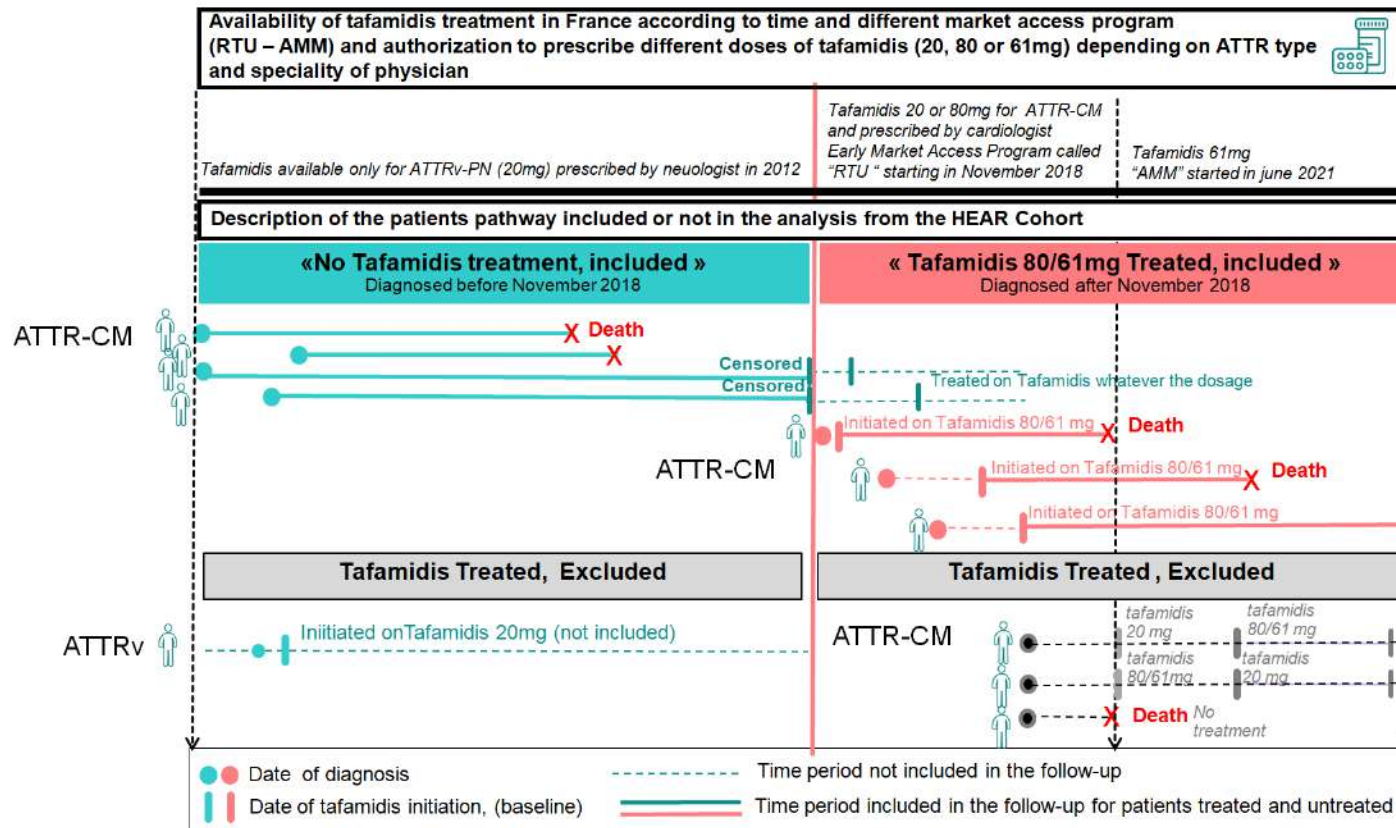 Availability of tafamidis treatment in France according to time and different market access program
(RTU – AMM) and authorization to prescribe different doses of tafamidis (20, 80 or 61mg) depending on ATTR type
and speciality of physician
Tafamidis available only for ATTRv-PN (20mg) prescribed by neuologist in 2012
Tafamidis 20 or 80mg for ATTR-CM
and prescribed by cardiologist
Early Market Access Program called
“RTU “ starting in November 2018
Tafamidis 61mg
“AMM” started in june 2021
Description of the patients pathway included or not in the analysis from the HEAR Cohort
«No Tafamidis treatment, included »
Diagnosed before November 2018
« Tafamidis 80/61mg Treated, included »
Diagnosed after November 2018
ATTR-CM
Death
Censored
Censored
Treated on Tafamidis whatever the dosage
Initiated on Tafamidis 80/61 mg
Death
ATTR-CM
Initiated on Tafamidis 80/61 mg
Death
Initiated on Tafamidis 80/61 mg
Tafamidis Treated, Excluded
Tafamidis Treated , Excluded
ATTRv
Iniitiated onTafamidis 20mg (not included)
ATTR-CM
tafamidis
20 mg
tafamidis
80/61 mg
tafamidis
80/61mg
tafamidis
20 mg
Death
No
treatment
Date of diagnosis
Time period not included in the follow-up
Date of tafamidis initiation, (baseline)
Time period included in the follow-up for patients treated and untreated